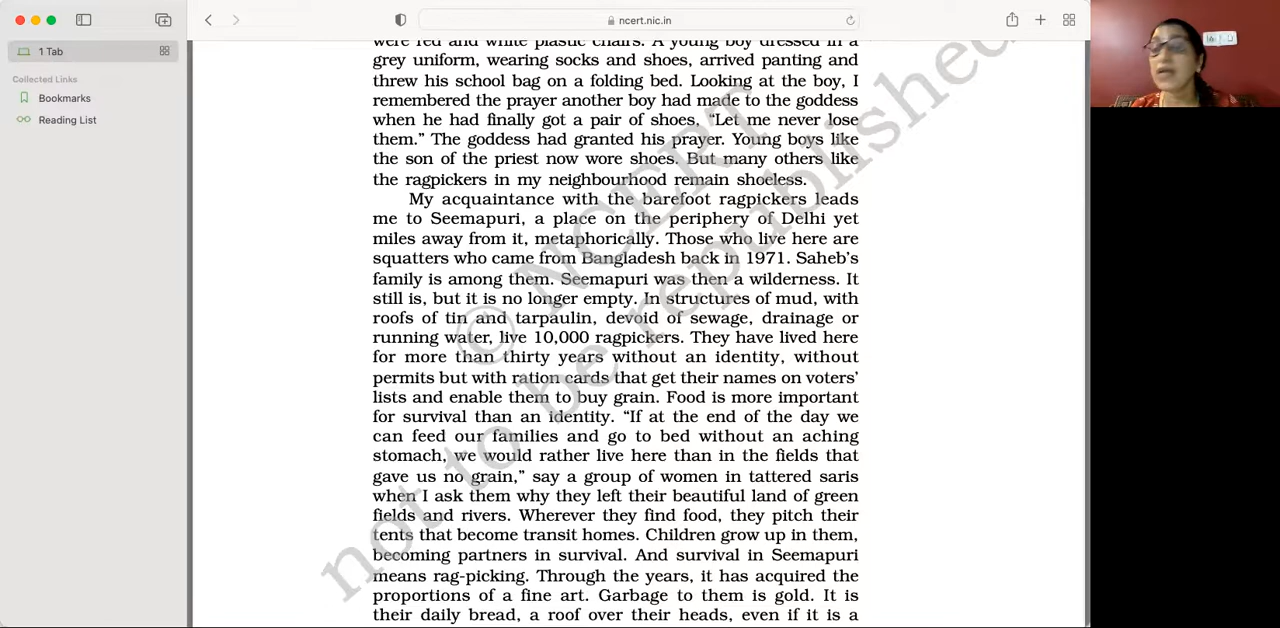 ncert.nic.in
1 Tab
Collected Links
Bookmarks
Reading List
were red and white plastic chairs. A young boy dressed in a
grey uniform, wearing socks and shoes, arrived panting and
threw his school bag on a folding bed. Looking at the boy, I
remembered the prayer another boy had made to the goddess
when he had finally got a pair of shoes, “Let me never lose
them.” The goddess had granted his prayer. Young boys like
the son of the priest now wore shoes. But many others like
the ragpickers in my neighbourhood remain shoeless.
My acquaintance with the barefoot ragpickers leads
me to Seemapuri, a place on the periphery of Delhi yet
miles away from it, metaphorically. Those who live here are
squatters who came from Bangladesh back in 1971. Saheb’s
family is among them. Seemapuri was then a wilderness. It
still is, but it is no longer empty. In structures of mud, with
roofs of tin and tarpaulin, devoid of sewage, drainage or
running water, live 10,000 ragpickers. They have lived here
for more than thirty years without an identity, without
permits but with ration cards that get their names on voters’
lists and enable them to buy grain. Food is more important
for survival than an identity. “If at the end of the day we
can feed our families and go to bed without an aching
stomach, we would rather live here than in the fields that
gave us no grain,” say a group of women in tattered saris
when I ask them why they left their beautiful land of green
fields and rivers. Wherever they find food, they pitch their
tents that become transit homes. Children grow up in them,
becoming partners in survival. And survival in Seemapuri
means rag-picking. Through the years, it has acquired the
proportions of a fine art. Garbage to them is gold. It is
their daily bread, a roof over their heads, even if it is a
© NCERT
not to be republished